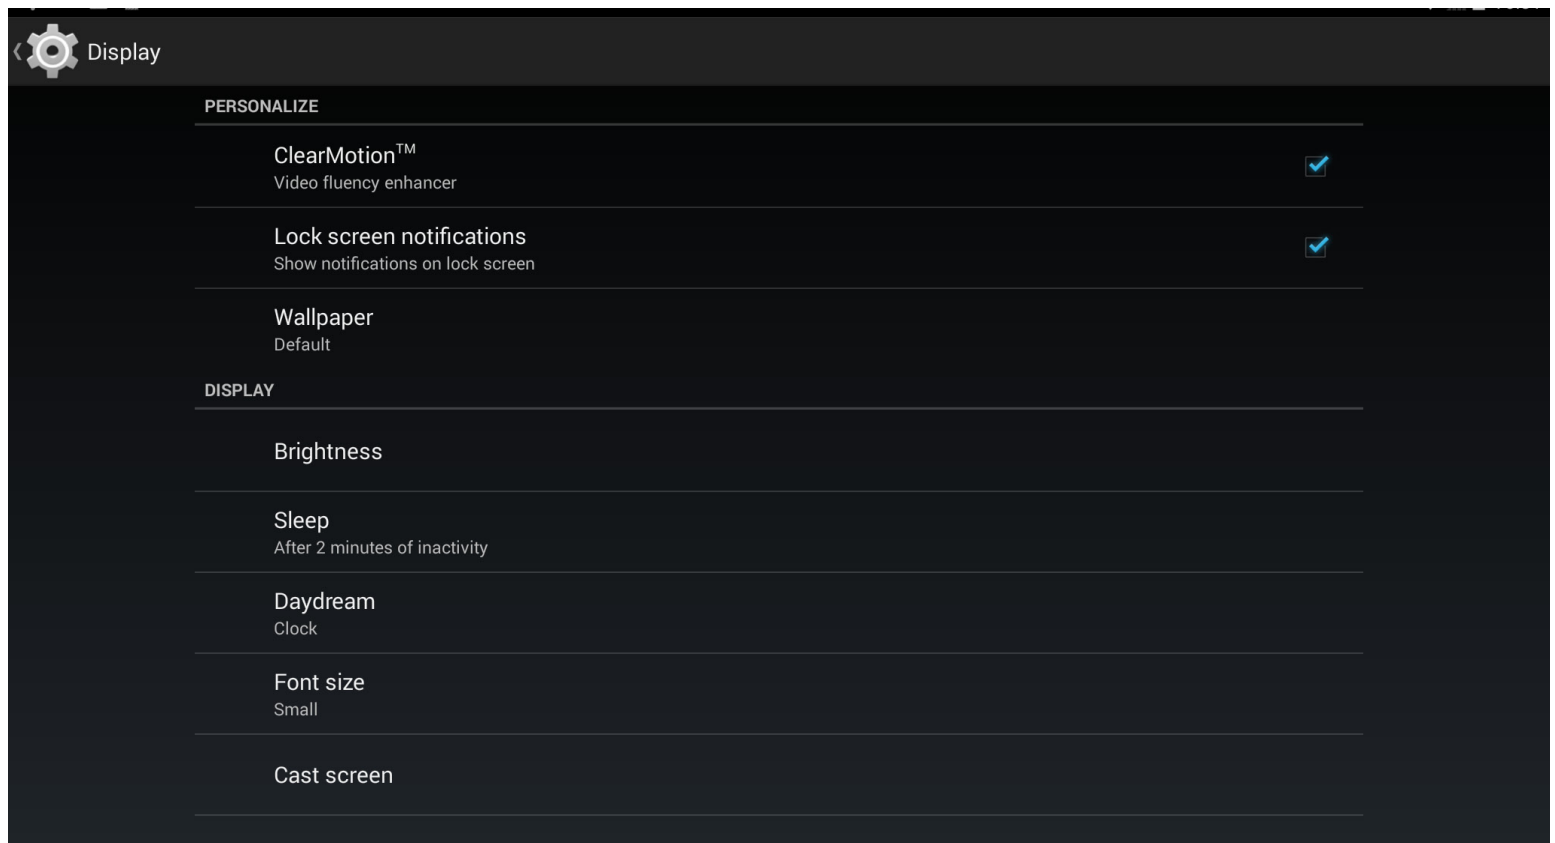 Display
PERSONALIZE
ClearMotion™
Video fluency enhancer
Lock screen notifications
Show notifications on lock screen
Wallpaper
Default
DISPLAY
Brightness
Sleep
After 2 minutes of inactivity
Daydream
Clock
Font size
Small
Cast screen